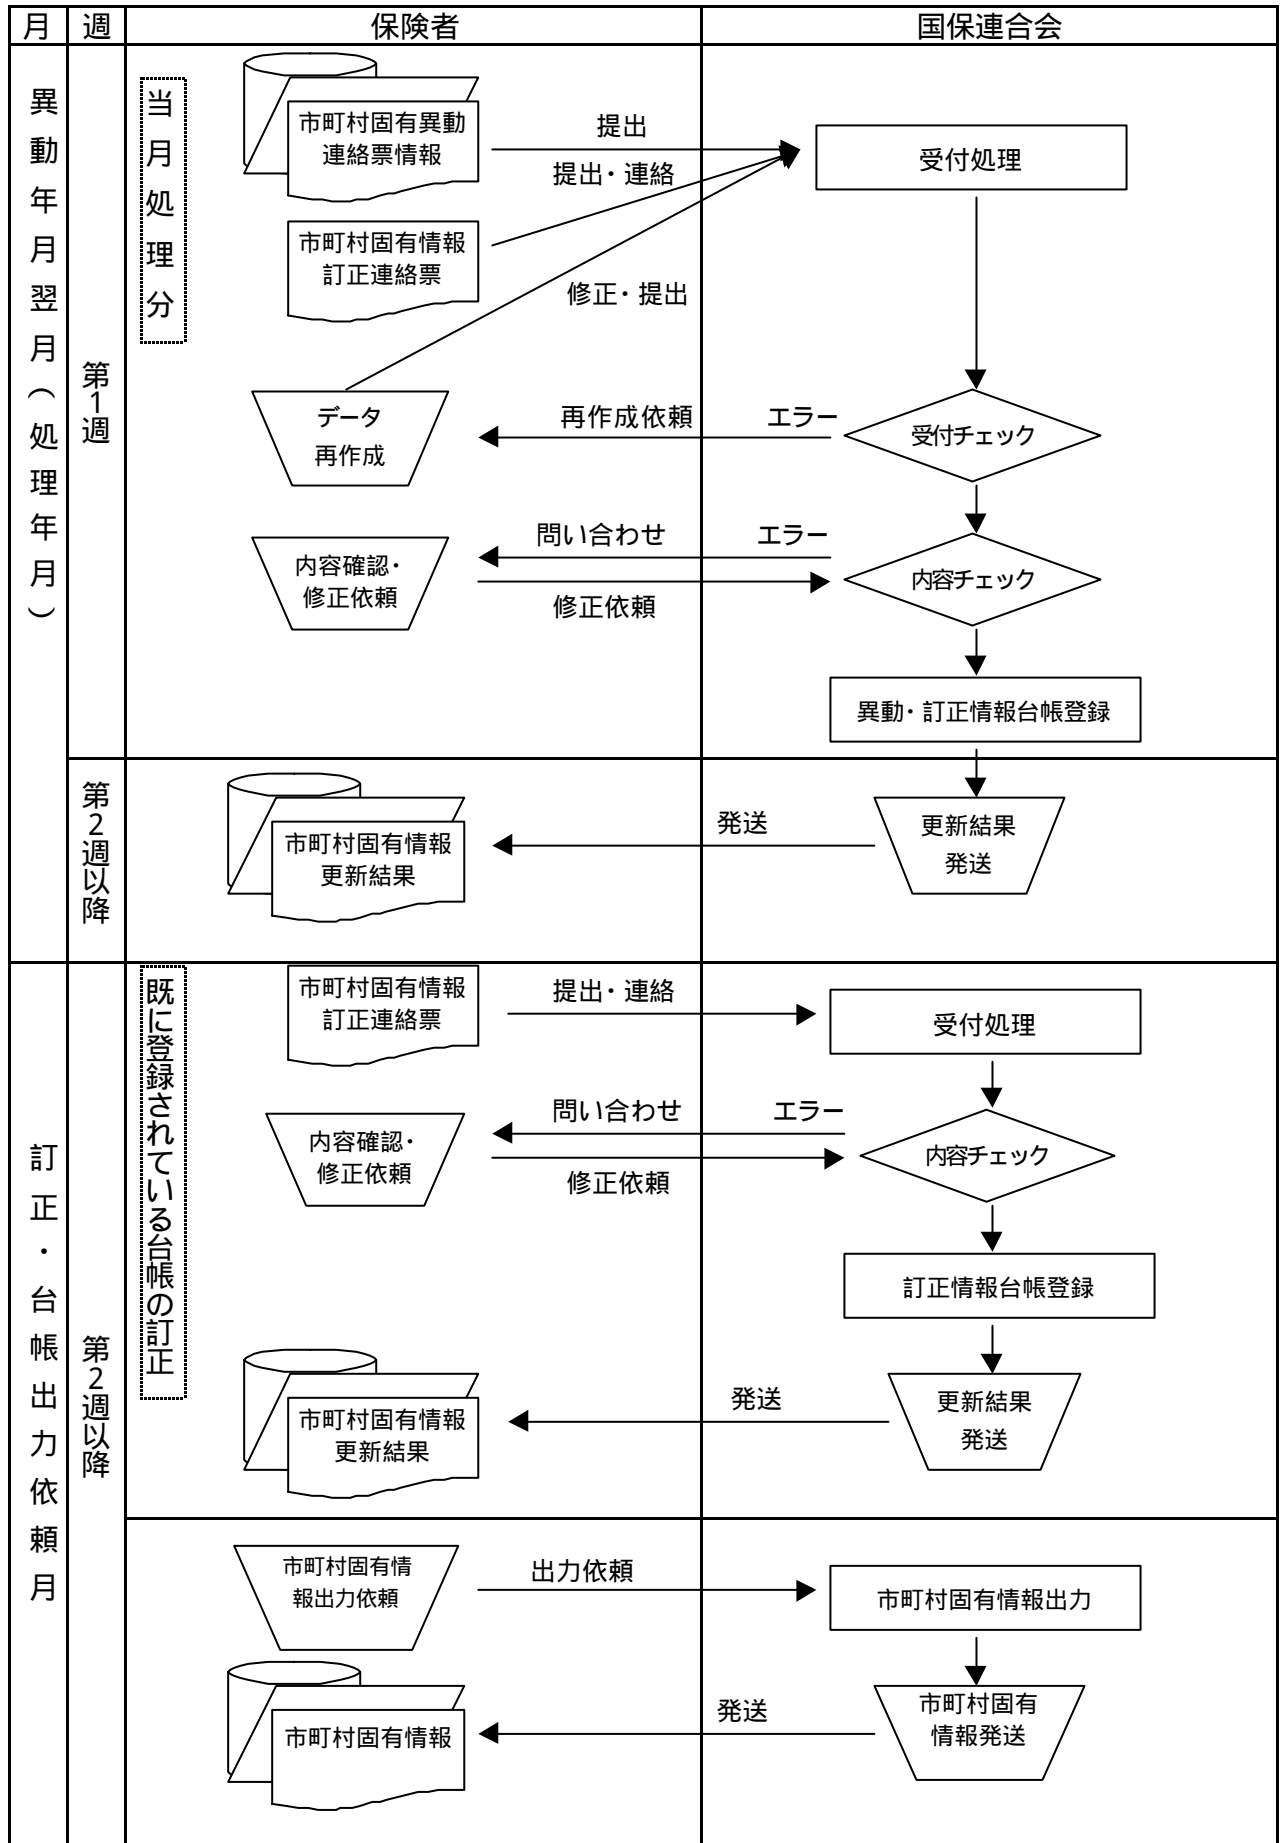 月 週 保険者 国保連合会
異動年月翌月(処理年月)
第1週
当月処理分
市町村固有異動
連絡票情報
提出
受付処理
提出・連絡
市町村固有情報
訂正連絡票
修正・提出
データ
再作成
再作成依頼 エラー
受付チェック
問い合わせ エラー
内容確認・
修正依頼
内容チェック
修正依頼
異動・訂正情報台帳登録
第2週以降
市町村固有情報
更新結果
発送
更新結果
発送
訂正・台帳出力依頼月
第2週以降
既に登録されている台帳の訂正
市町村固有情報
訂正連絡票
提出・連絡
受付処理
問い合わせ エラー
内容確認・
修正依頼
内容チェック
修正依頼
訂正情報台帳登録
市町村固有情報
更新結果
発送
更新結果
発送
市町村固有情
報出力依頼
出力依頼
市町村固有情報出力
市町村固有情報
発送
市町村固有
情報発送